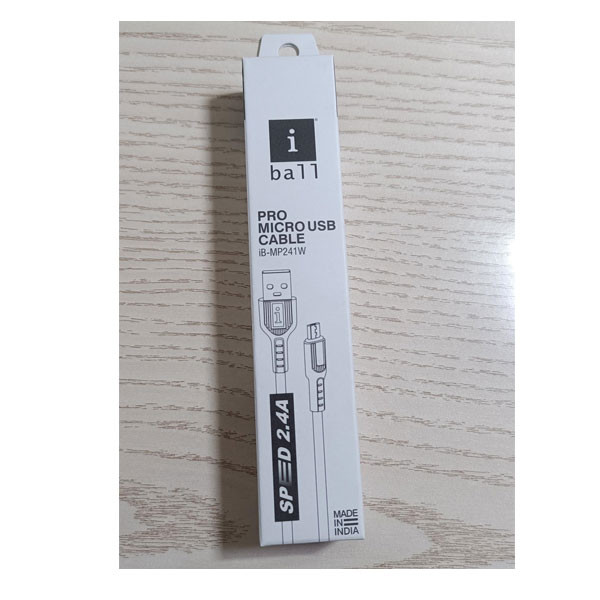 i
ball
PRO
MICRO USB
CABLE
iB-MP241W
i
SPEED 2.4A
MADE
IN
INDIA